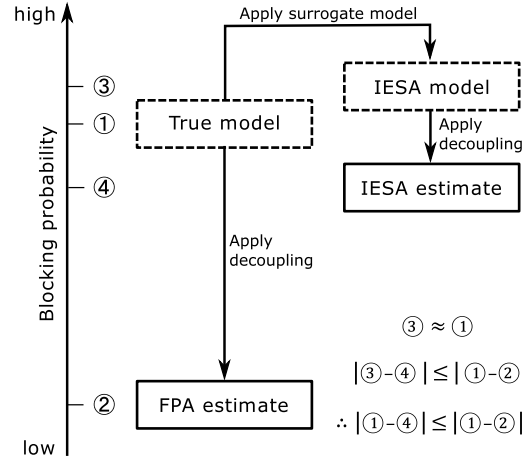 high
Apply surrogate model
③
IESA model
①
True model
Apply
decoupling
④
IESA estimate
Blocking probability
Apply
decoupling
③ ≈ ①
|③-④| ≤ |①-②
②
FPA estimate
∴ |①-④| ≤ |①-②|
low